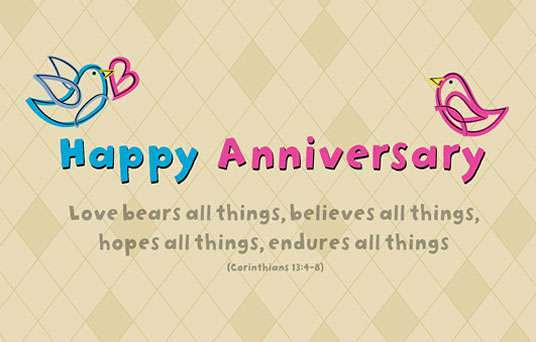 Happy Anniversary
Love bears all things, believes all things,
hopes all things, endures all things
(Corinthians 13:4-8)